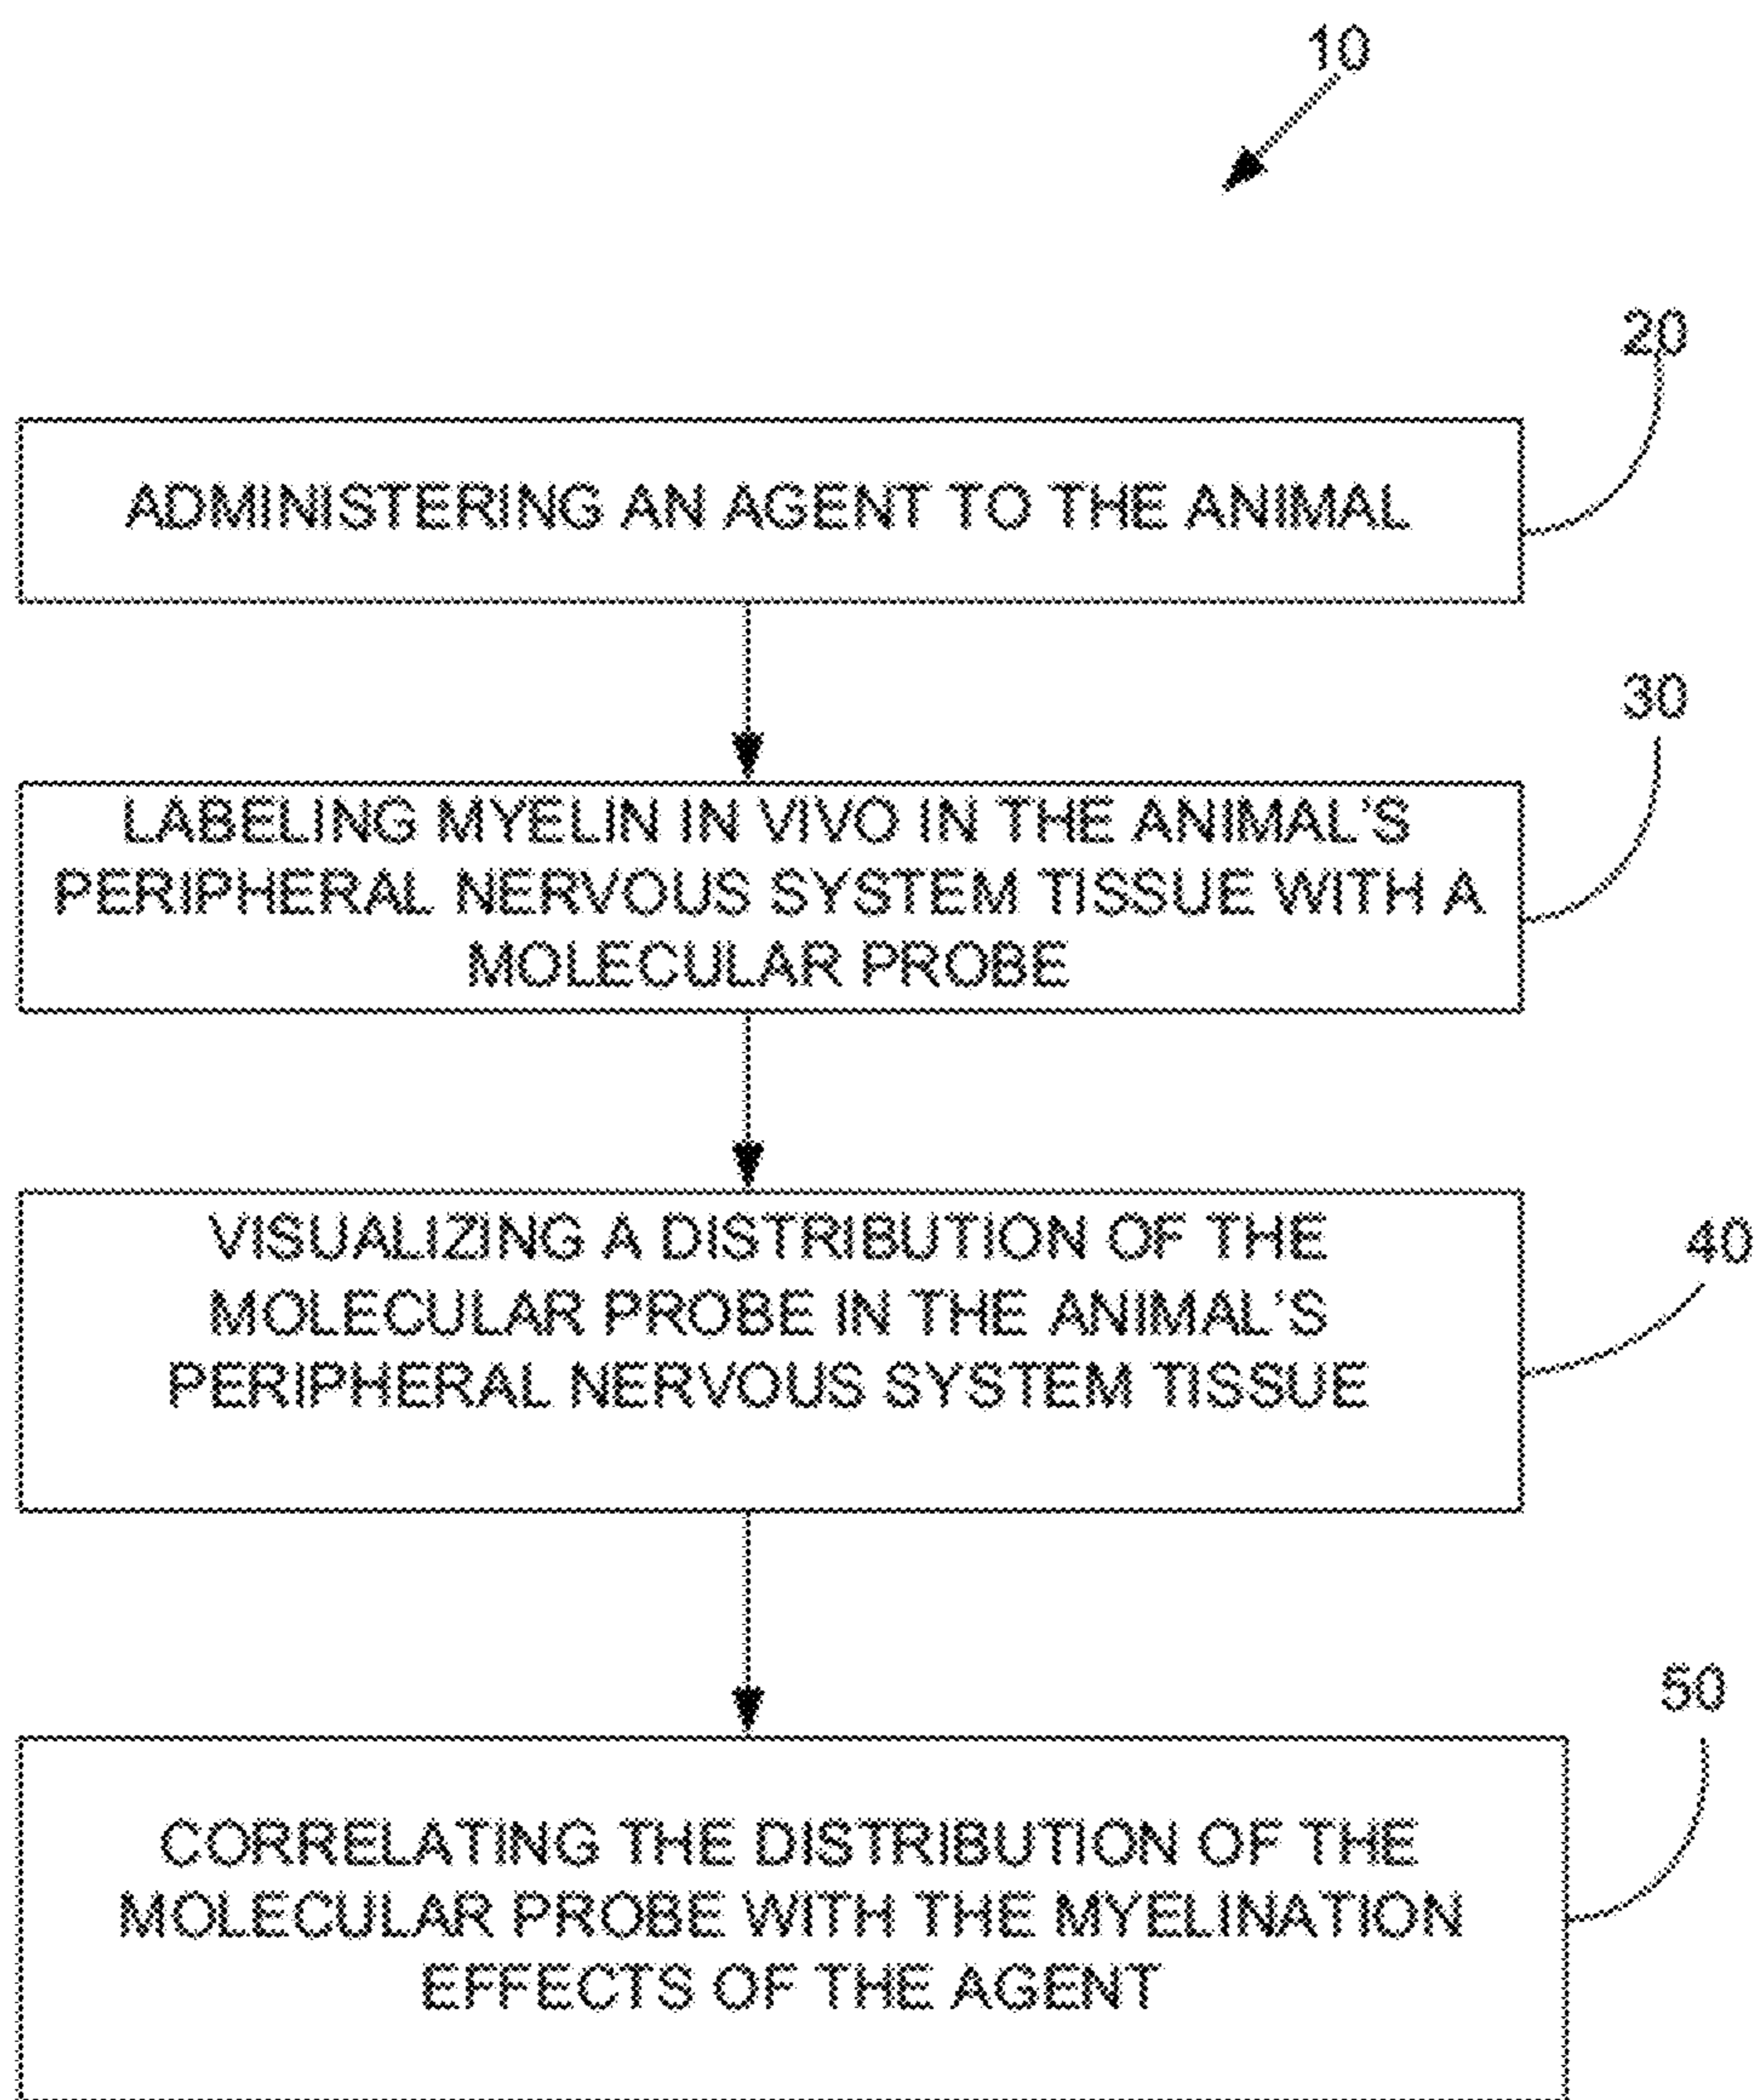 10
20
ADMINISTERING AN AGENT TO THE ANIMAL
30
LABELING MYELIN IN VIVO IN THE ANIMAL'S
PERIPHERAL NERVOUS SYSTEM TISSUE WITH A
MOLECULAR PROBE
40
VISUALIZING A DISTRIBUTION OF THE
MOLECULAR PROBE IN THE ANIMAL'S
PERIPHERAL NERVOUS SYSTEM TISSUE
50
CORRELATING THE DISTRIBUTION OF THE
MOLECULAR PROBE WITH THE MYELINATION
EFFECTS OF THE AGENT